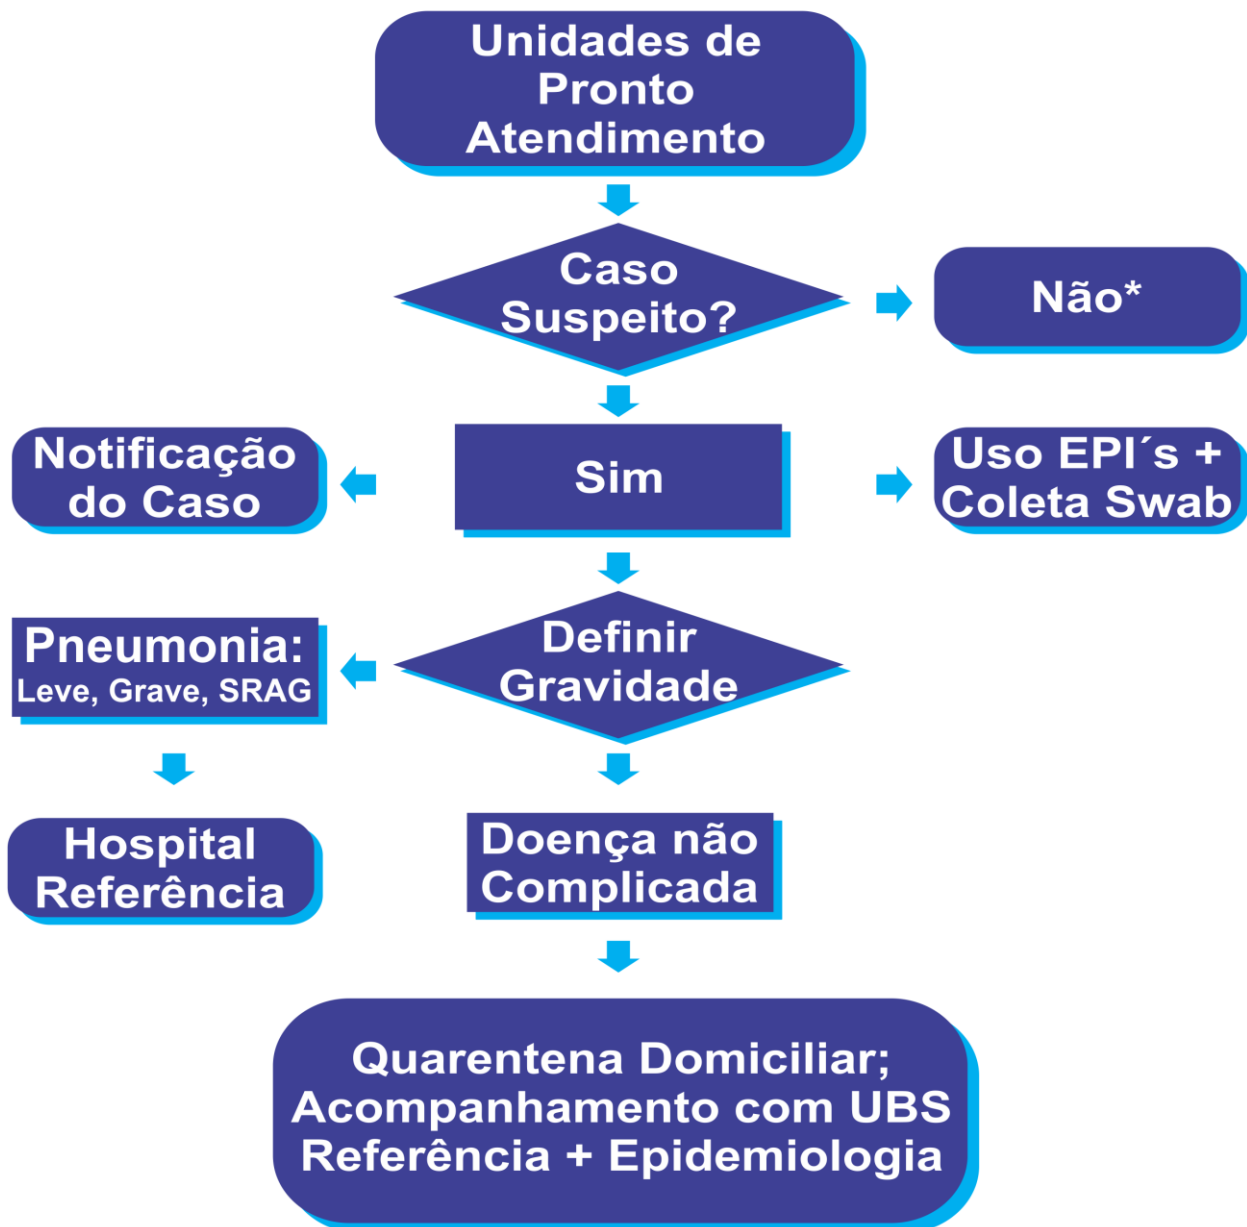 Unidades de
Pronto
Atendimento
Caso
Suspeito?
Não*
Notificação
do Caso
Sim
Uso EPI´s +
Coleta Swab
Pneumonia:
Leve, Grave, SRAG
Definir
Gravidade
Hospital
Referência
Doença não
Complicada
Quarentena Domiciliar;
Acompanhamento com UBS
Referência + Epidemiologia